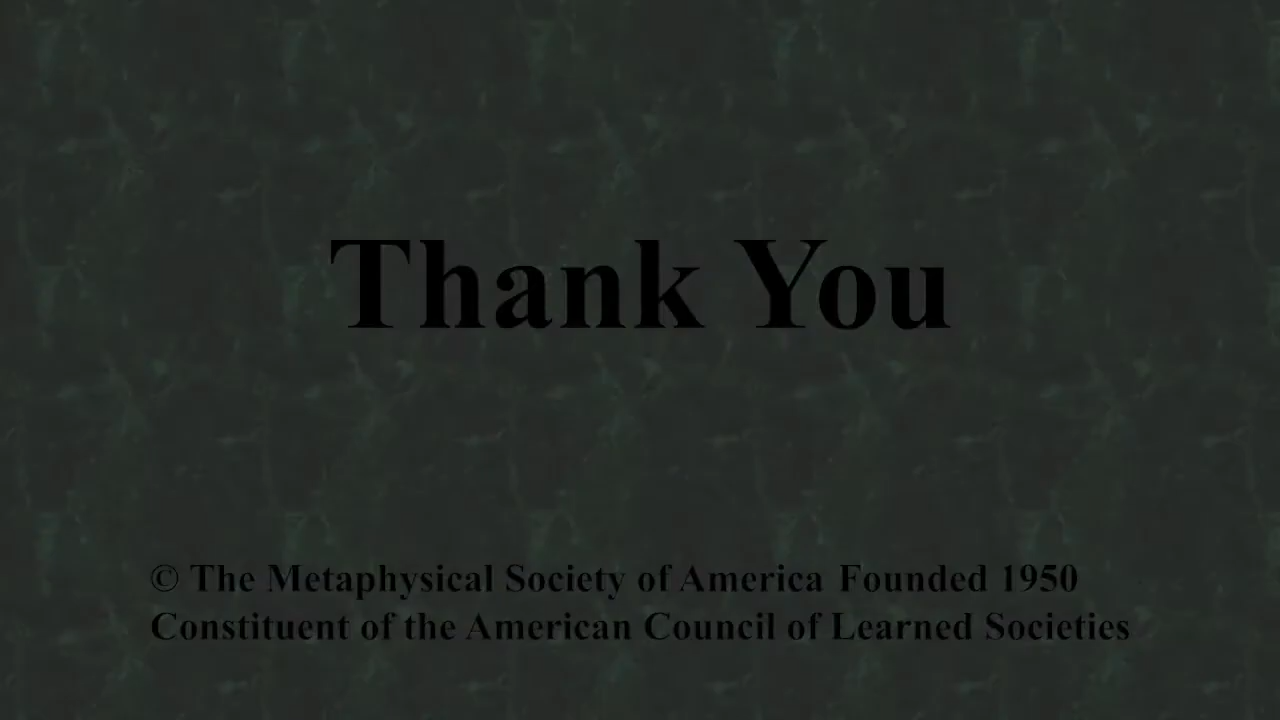 Thank You
© The Metaphysical Society of America Founded 1950
Constituent of the American Council of Learned Societies